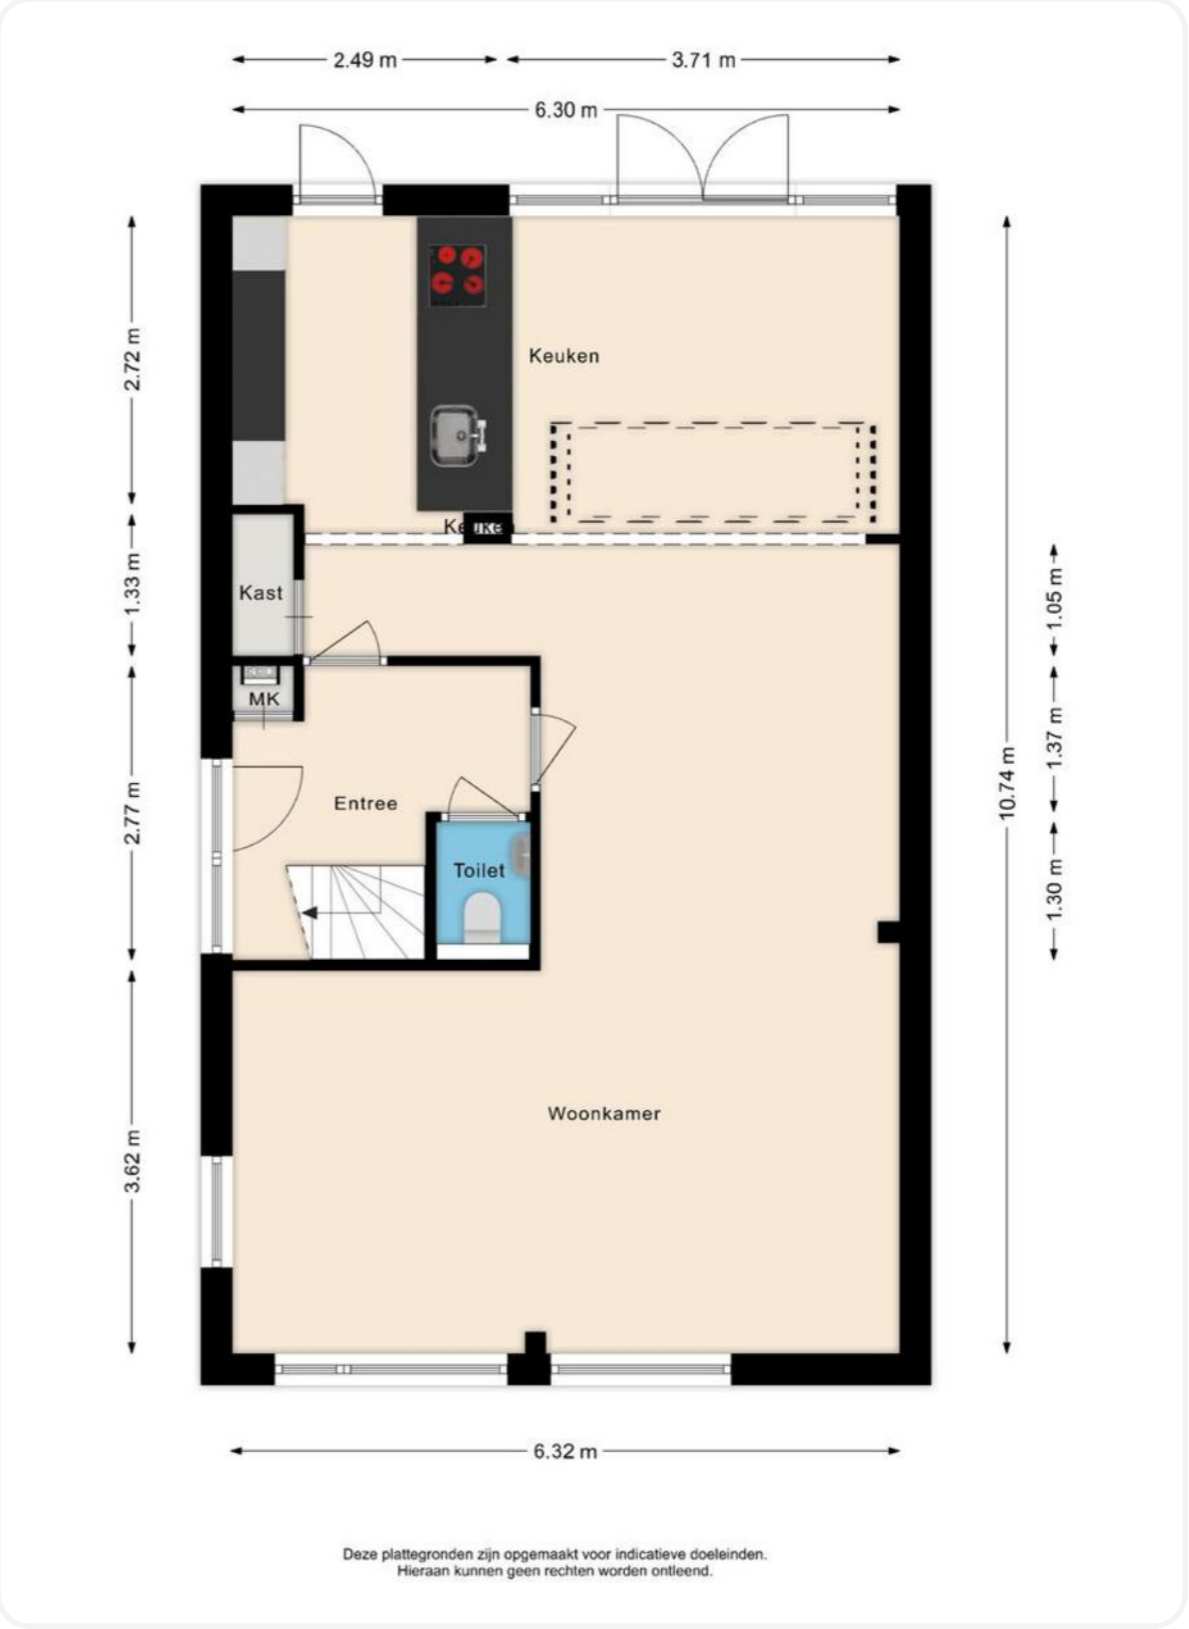 2.49 m
3.71 m
6.30 m
2.72 m
Keuken
Keuken
Kast
1.33 m
1.05 m
MK
1.37 m
10.74 m
2.77 m
Entree
Toilet
1.30 m
Woonkamer
3.62 m
6.32 m
Deze plattegronden zijn opgemaakt voor indicatieve doeleinden.
Hieraan kunnen geen rechten worden ontleend.